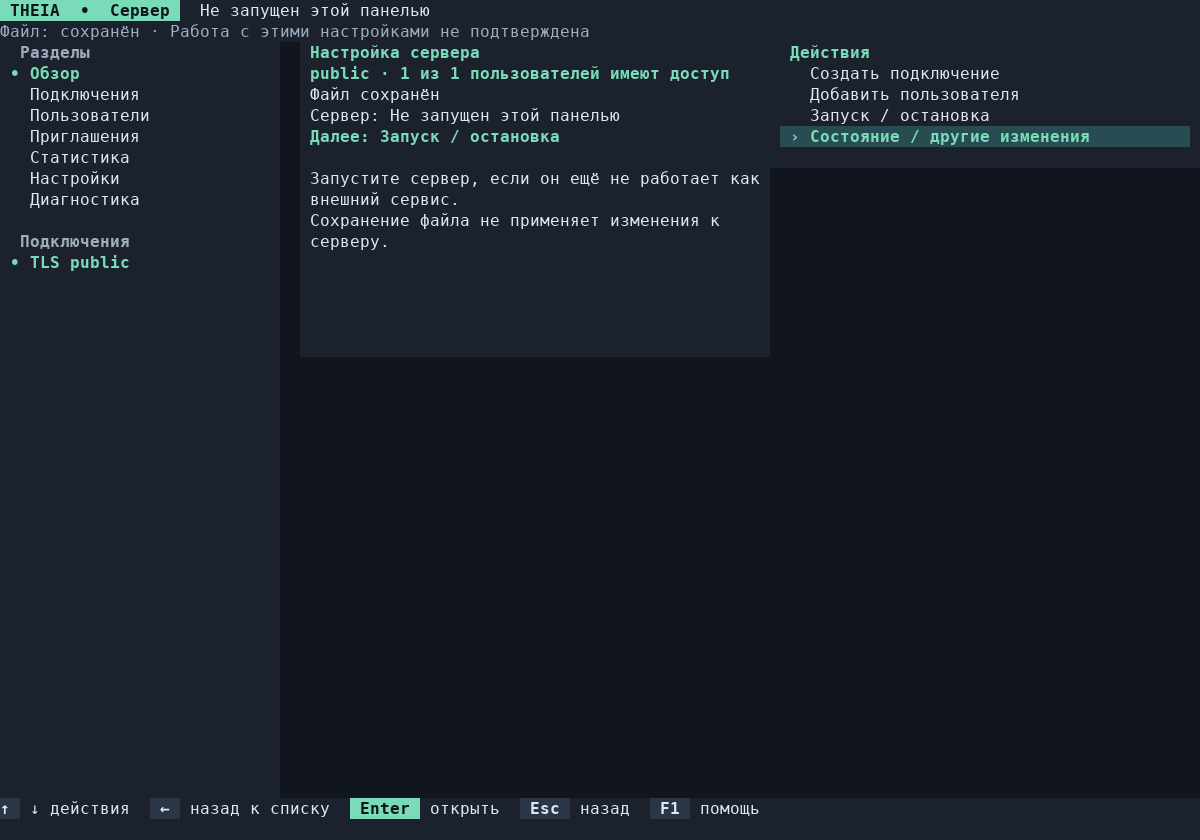 THEIA • Сервер Не запущен этой панелью
Файл: сохранён · Работа с этими настройками не подтверждена
Разделы
• Обзор
Подключения
Пользователи
Приглашения
Статистика
Настройки
Диагностика
Подключения
• TLS public
Настройка сервера
public · 1 из 1 пользователей имеют доступ
Файл сохранён
Сервер: Не запущен этой панелью
Далее: Запуск / остановка
Запустите сервер, если он ещё не работает как
внешний сервис.
Сохранение файла не применяет изменения к
серверу.
Действия
Создать подключение
Добавить пользователя
Запуск / остановка
› Состояние / другие изменения
↑ ↓ действия ← назад к списку Enter открыть Esc назад F1 помощь